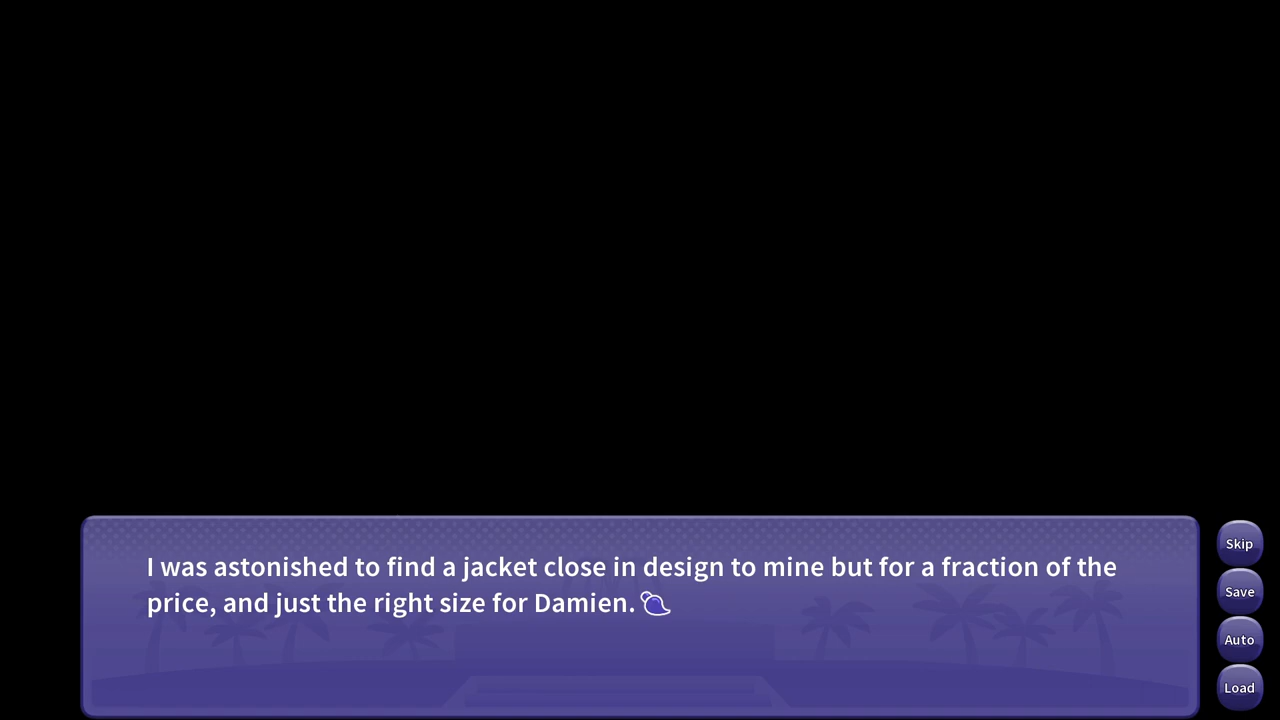 I was astonished to find a jacket close in design to mine but for a fraction of the
price, and just the right size for Damien.
Skip
Save
Auto
Load